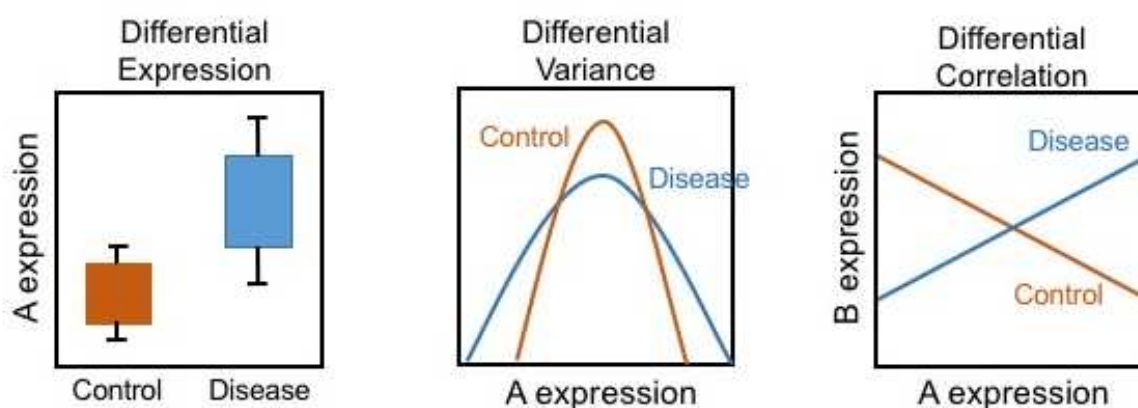 Differential
Expression
A expression
Control
Disease
Differential
Variance
Control
Disease
A expression
Differential
Correlation
B expression
Disease
Control
A expression